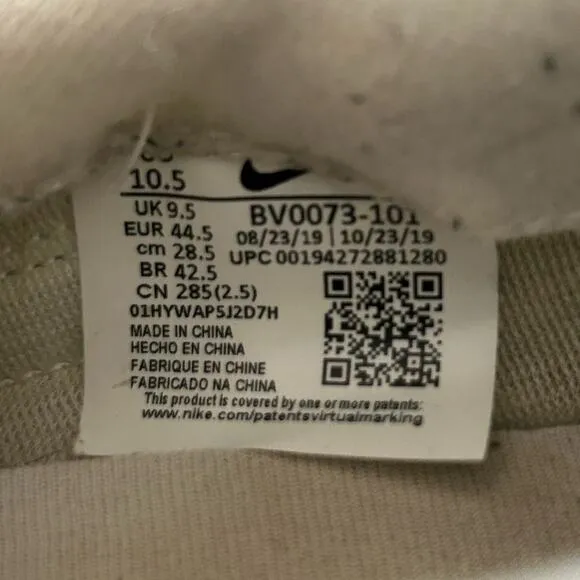 10.5
UK 9.5
EUR 44.5
cm 28.5
BR 42.5
CN 285(2.5)
BV0073-101
08/23/19 | 10/23/19
UPC 00194272881280
01HYWAP5J2D7H
MADE IN CHINA
HECHO EN CHINA
FABRIQUE EN CHINE
FABRICADO NA CHINA
This product is covered by one or more patents:
www.nike.com/patentsvirtualmarking